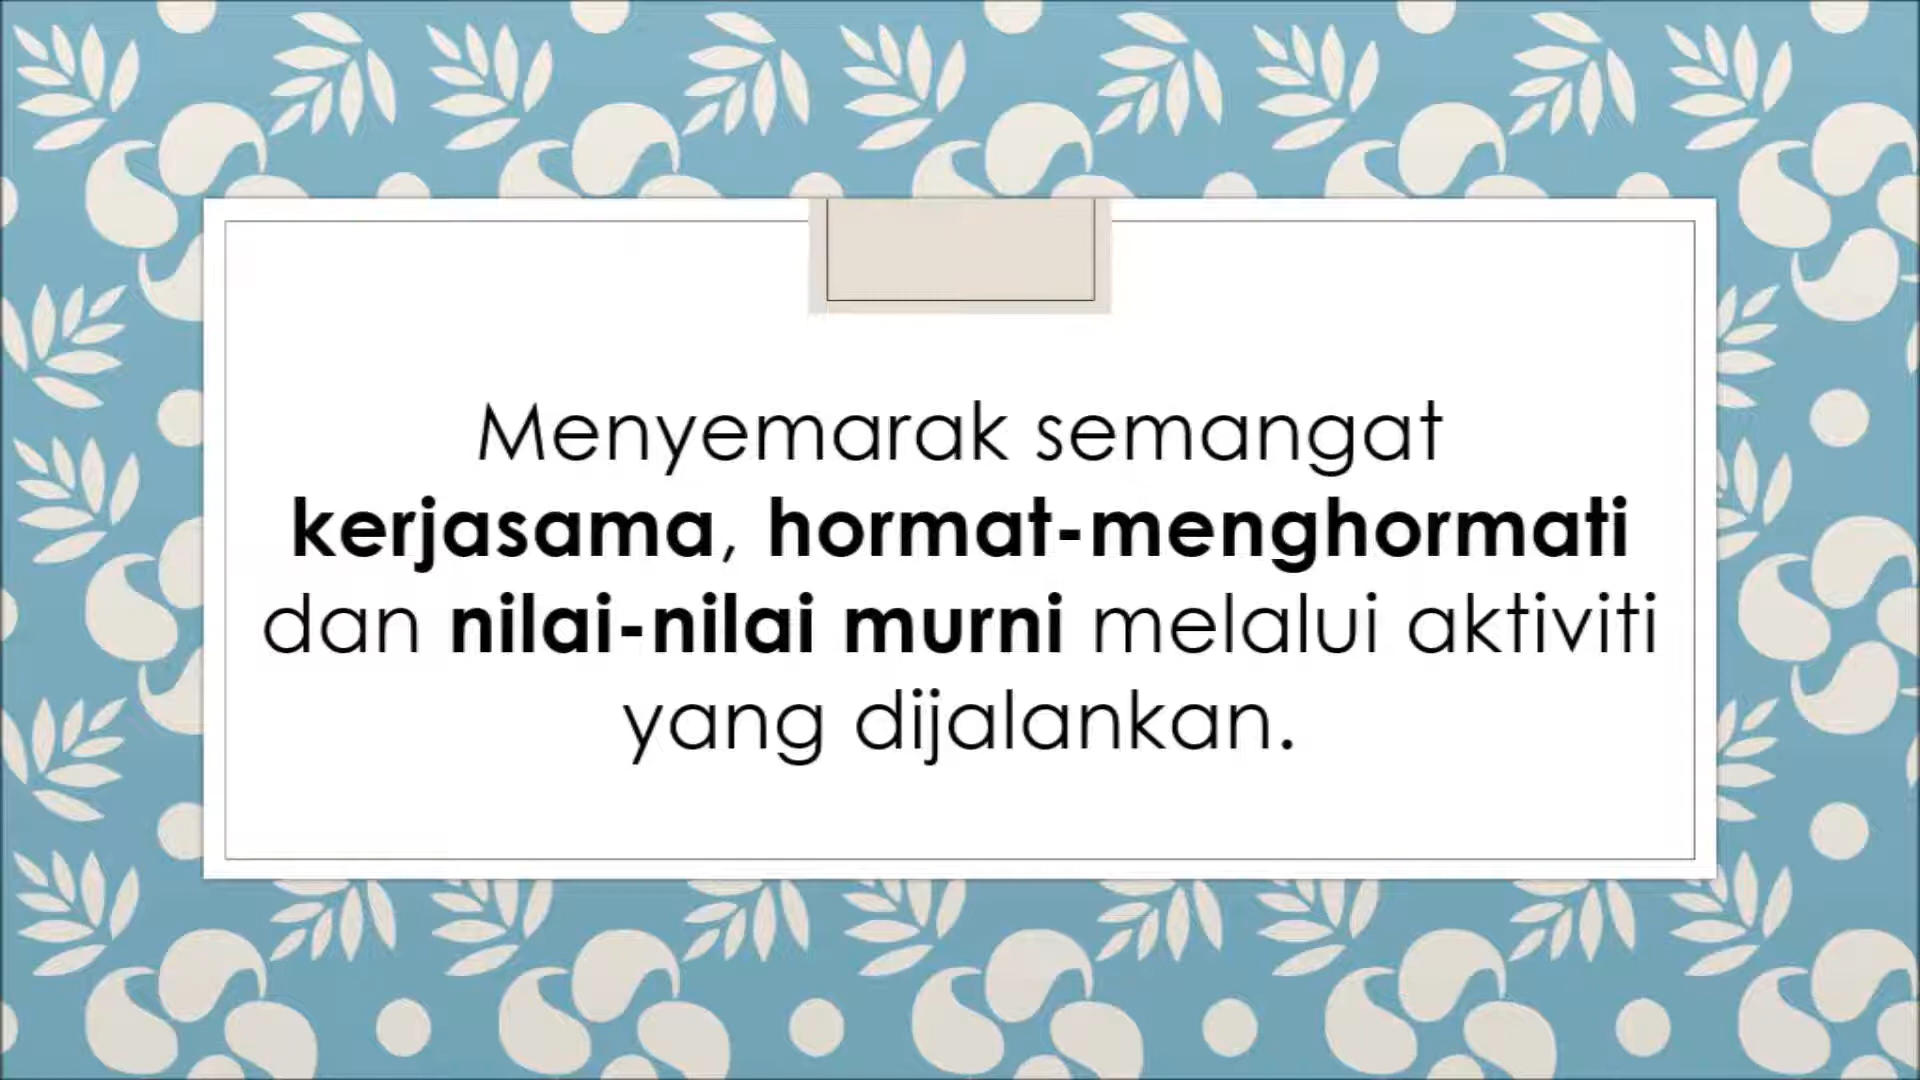 Menyemarak semangat
kerjasama, hormat-menghormati
dan nilai-nilai murni melalui aktiviti
yang dijalankan.